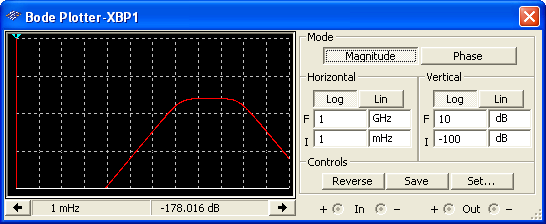 Bode Plotter-XBP1
Mode
Magnitude Phase
Horizontal Vertical
Log Lin Log Lin
F 1 GHz F 10 dB
I 1 mHz I -100 dB
Controls
Reverse Save Set...
1 mHz -178.016 dB
+ In − + Out −